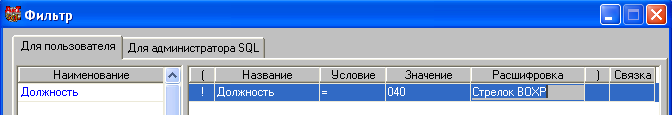 Фильтр
Для пользователя Для администратора SQL
Наименование ( Название Условие Значение Расшифровка ) Связка
Должность ! Должность = 040 Стрелок ВОХР